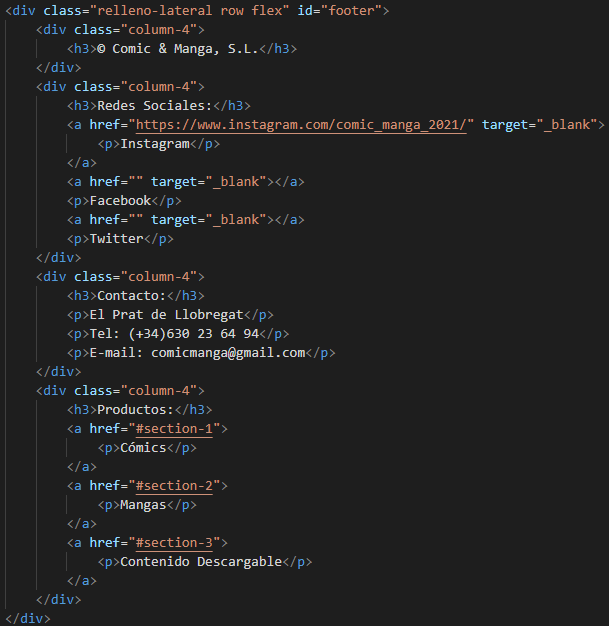 <div class="relleno-lateral row flex" id="footer">
    <div class="column-4">
        <h3>© Comic & Manga, S.L.</h3>
    </div>
    <div class="column-4">
        <h3>Redes Sociales:</h3>
        <a href="https://www.instagram.com/comic_manga_2021/" target="_blank">
            <p>Instagram</p>
        </a>
        <a href="" target="_blank"></a>
        <p>Facebook</p>
        <a href="" target="_blank"></a>
        <p>Twitter</p>
    </div>
    <div class="column-4">
        <h3>Contacto:</h3>
        <p>El Prat de Llobregat</p>
        <p>Tel: (+34)630 23 64 94</p>
        <p>E-mail: comicmanga@gmail.com</p>
    </div>
    <div class="column-4">
        <h3>Productos:</h3>
        <a href="#section-1">
            <p>Cómics</p>
        </a>
        <a href="#section-2">
            <p>Mangas</p>
        </a>
        <a href="#section-3">
            <p>Contenido Descargable</p>
        </a>
    </div>
</div>